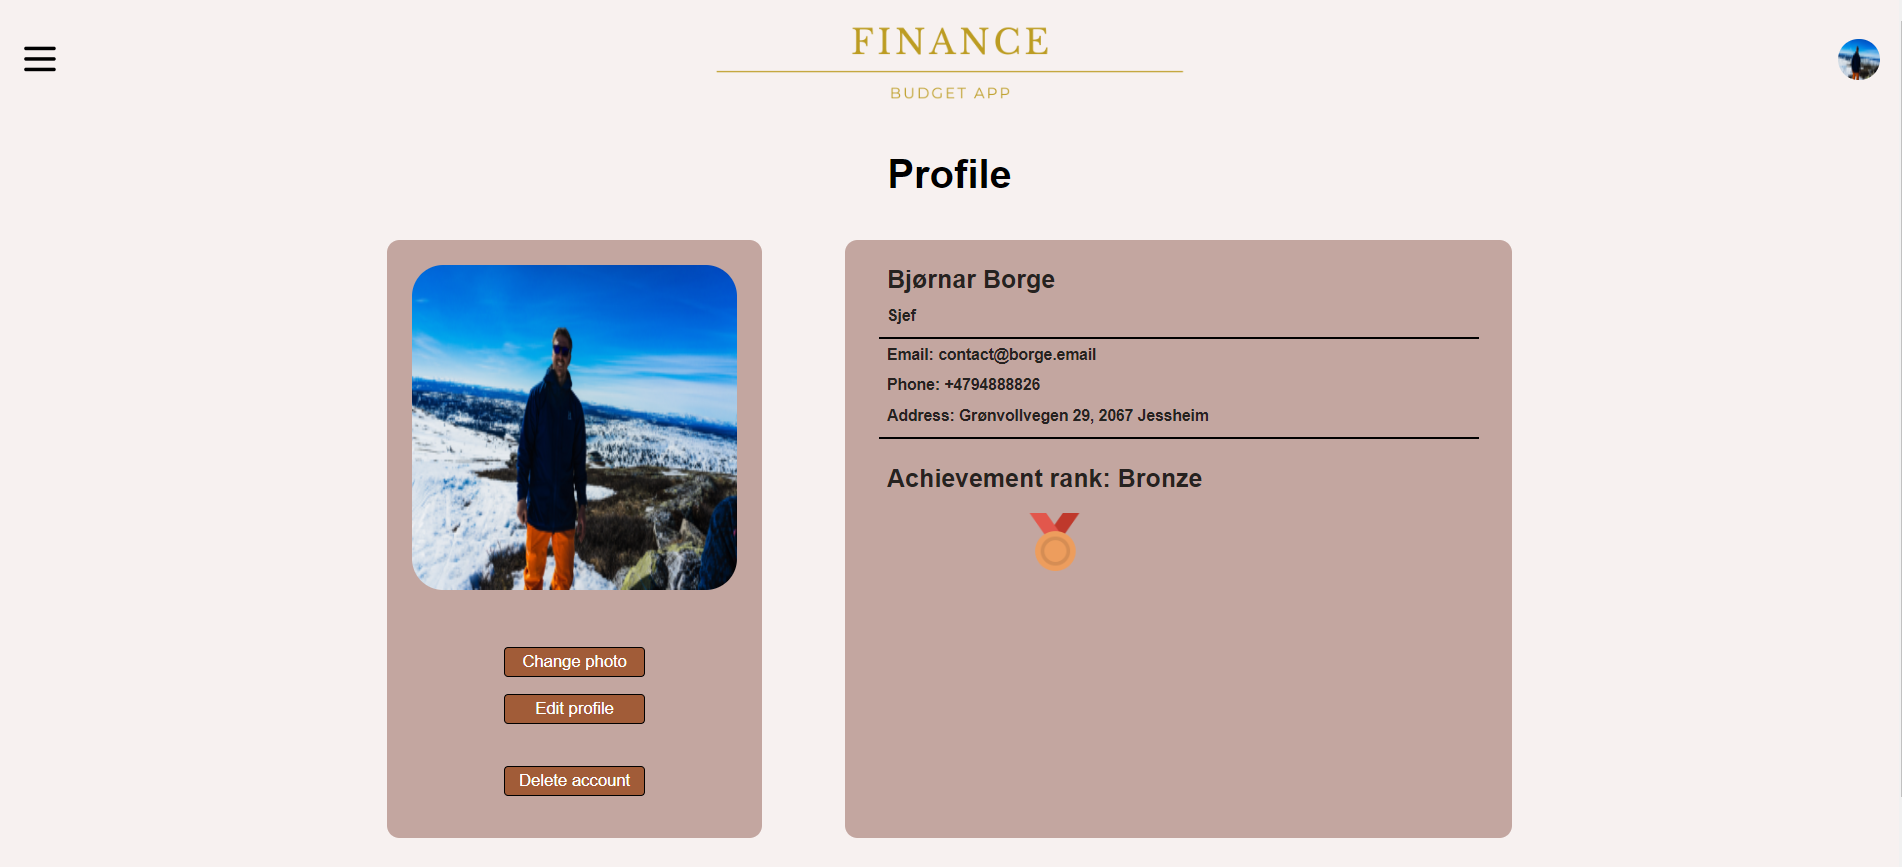 FINANCE
BUDGET APP
Profile
Change photo
Edit profile
Delete account
Bjørnar Borge
Sjef
Email: contact@borge.email
Phone: +4794888826
Address: Grønvollvegen 29, 2067 Jessheim
Achievement rank: Bronze